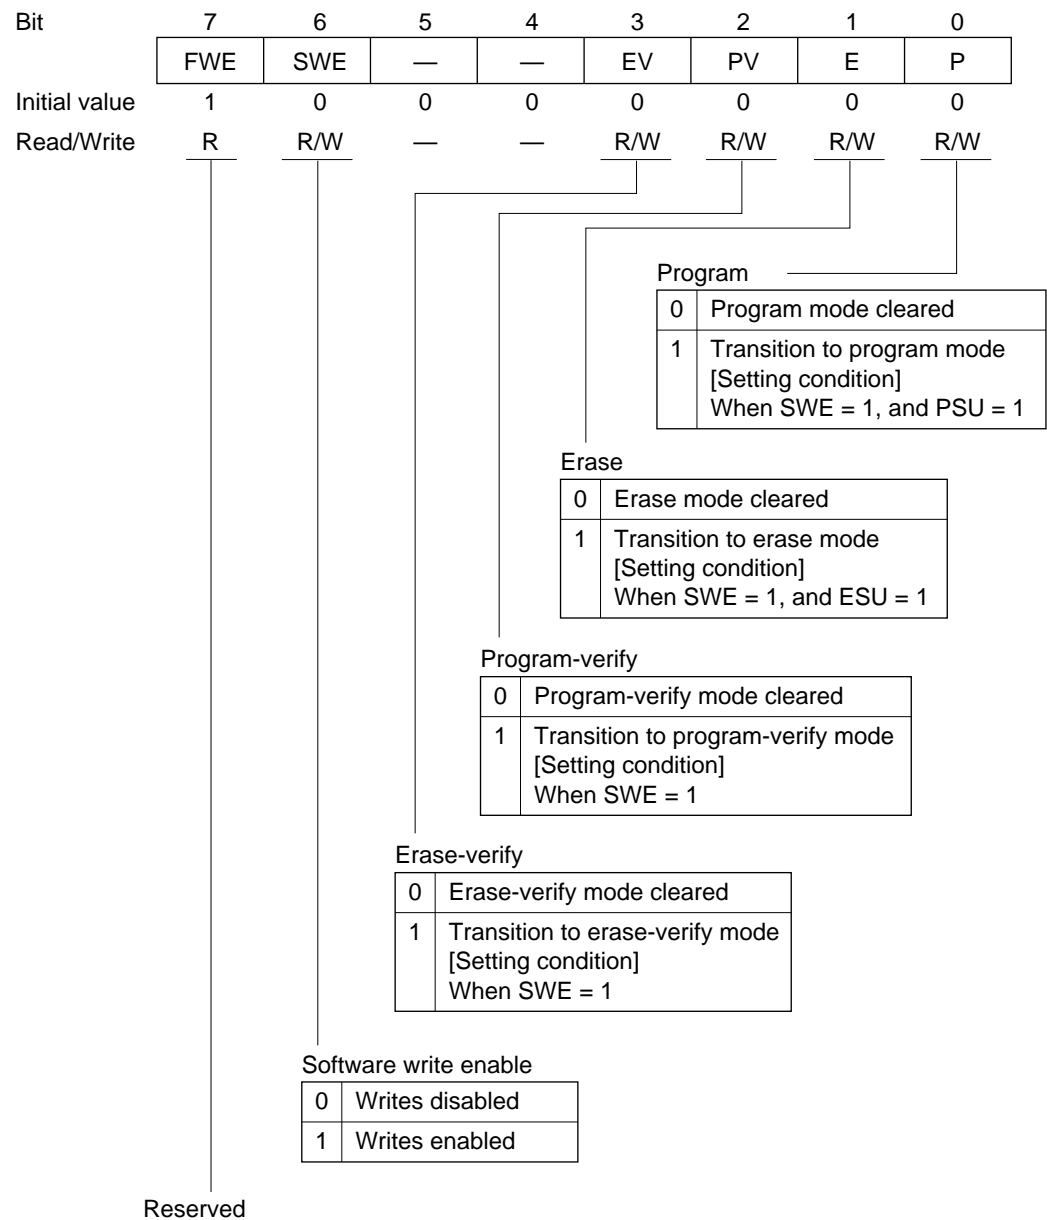 Bit 7 6 5 4 3 2 1 0
FWE SWE — — EV PV E P
Initial value 1 0 0 0 0 0 0 0
Read/Write R R/W — — R/W R/W R/W R/W
Program
0 Program mode cleared
1 Transition to program mode
[Setting condition]
When SWE = 1, and PSU = 1
Erase
0 Erase mode cleared
1 Transition to erase mode
[Setting condition]
When SWE = 1, and ESU = 1
Program-verify
0 Program-verify mode cleared
1 Transition to program-verify mode
[Setting condition]
When SWE = 1
Erase-verify
0 Erase-verify mode cleared
1 Transition to erase-verify mode
[Setting condition]
When SWE = 1
Software write enable
0 Writes disabled
1 Writes enabled
Reserved